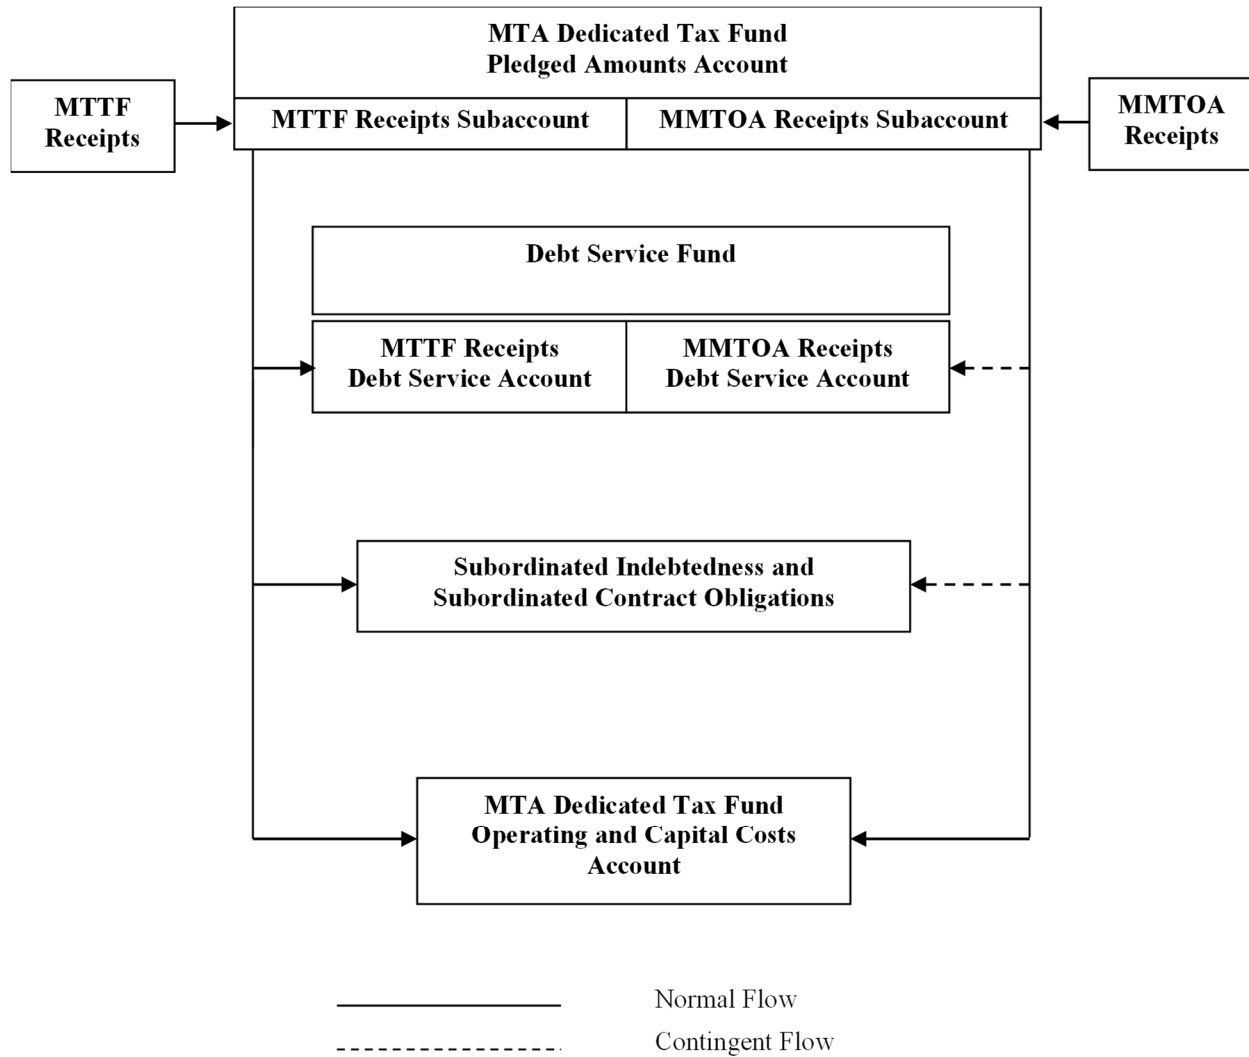 MTA Dedicated Tax Fund
Pledged Amounts Account
MTTF
Receipts
MTTF Receipts Subaccount
MMTOA Receipts Subaccount
MMTOA
Receipts
Debt Service Fund
MTTF Receipts
Debt Service Account
MMTOA Receipts
Debt Service Account
Subordinated Indebtedness and
Subordinated Contract Obligations
MTA Dedicated Tax Fund
Operating and Capital Costs
Account
Normal Flow
Contingent Flow